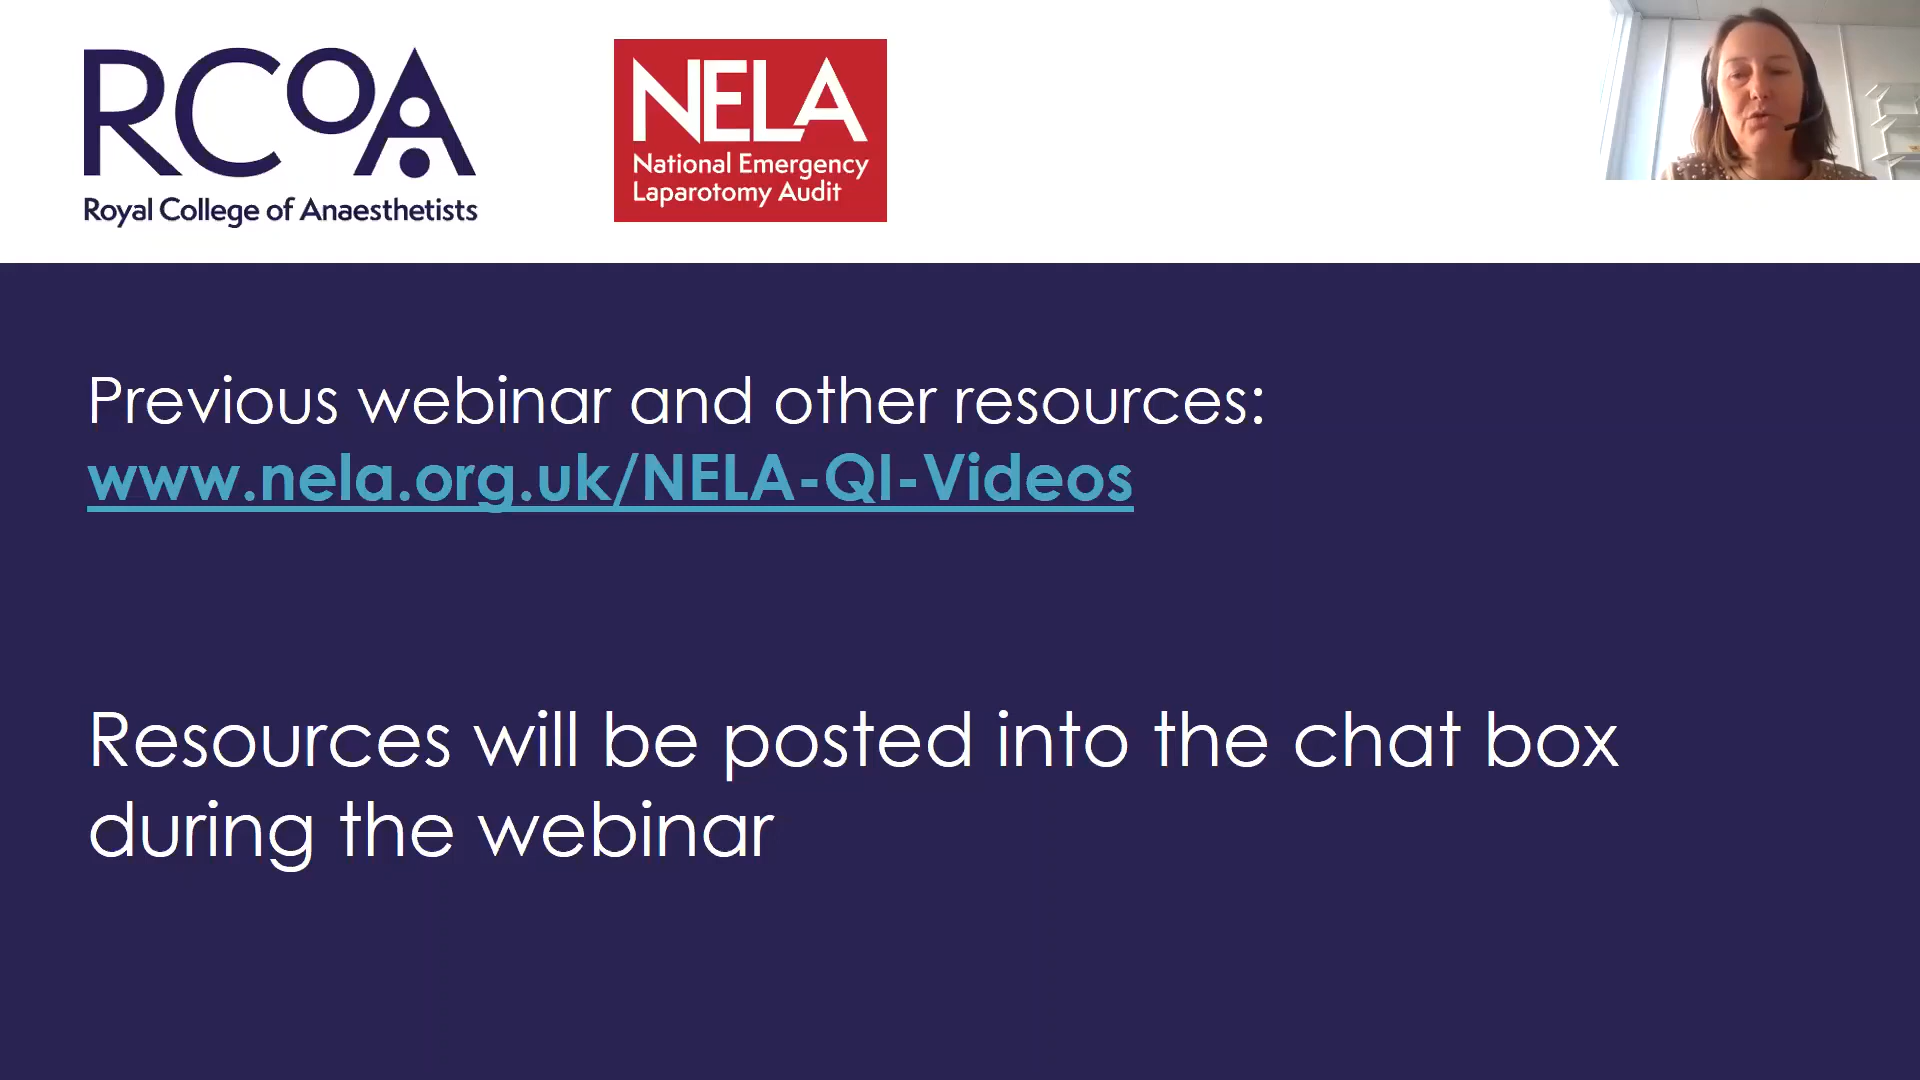 RCOA
Royal College of Anaesthetists
NELA
National Emergency
Laparotomy Audit
Previous webinar and other resources:
www.nela.org.uk/NELA-QI-Videos
Resources will be posted into the chat box
during the webinar